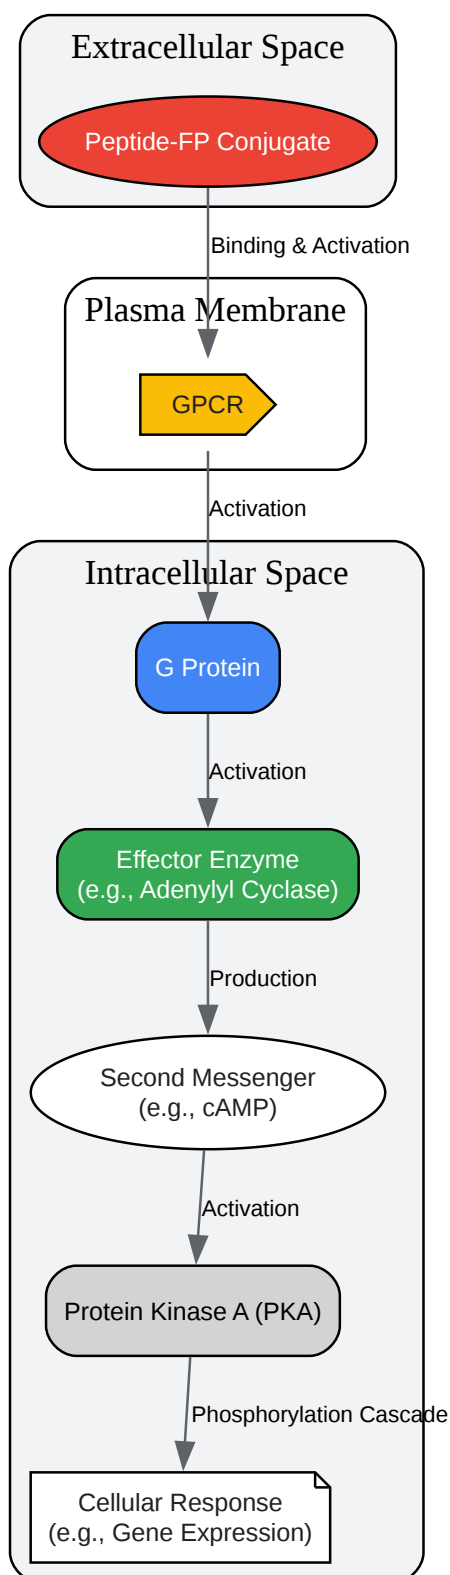 Extracellular Space
Peptide-FP Conjugate
Binding & Activation
Plasma Membrane
GPCR
Activation
Intracellular Space
G Protein
Activation
Effector Enzyme
(e.g., Adenylyl Cyclase)
Production
Second Messenger
(e.g., cAMP)
Activation
Protein Kinase A (PKA)
Phosphorylation Cascade
Cellular Response
(e.g., Gene Expression)